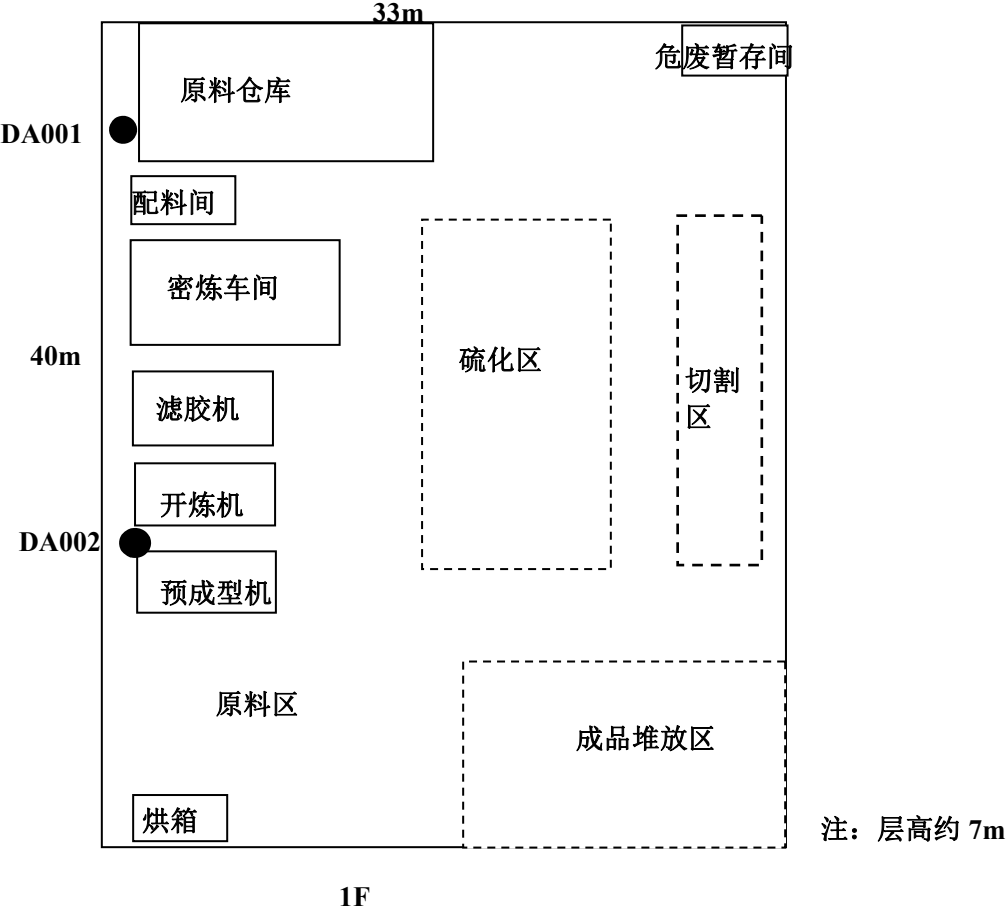 33m
危废暂存间
原料仓库
DA001
配料间
密炼车间
40m
硫化区
切割
区
滤胶机
开炼机
DA002
预成型机
原料区
成品堆放区
烘箱
注：层高约 7m
1F